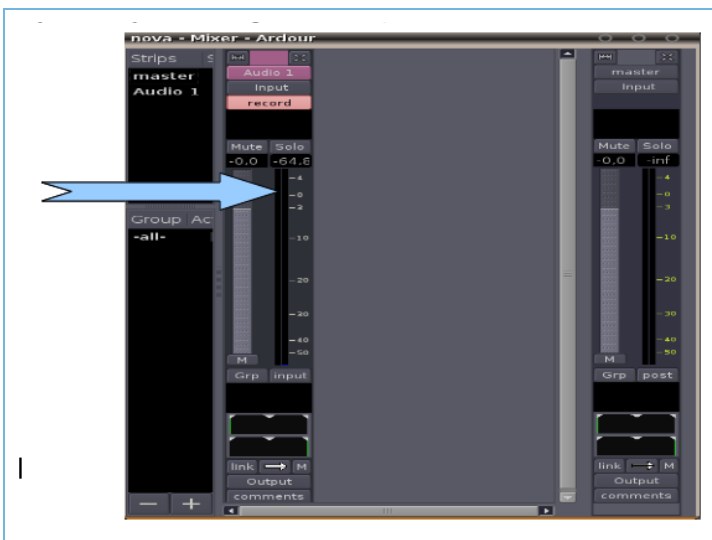 nova - Mixer - Ardour
Strips S
master
Audio 1
Group Ac
-all-
Audio 1
Input
record
Mute Solo
-0,0 -64,8
-4
-0
-3
-10
-20
-30
-40
-50
M
Grp input
link M
Output
comments
master
Input
Mute Solo
-0,0 -inf
-4
-0
-3
-10
-20
-30
-40
-50
M
Grp post
link M
Output
comments